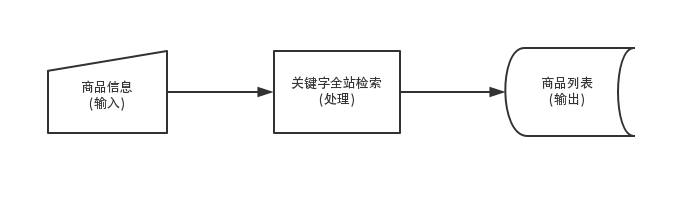 商品信息
(输入)
关键字全站检索
(处理)
商品列表
(输出)